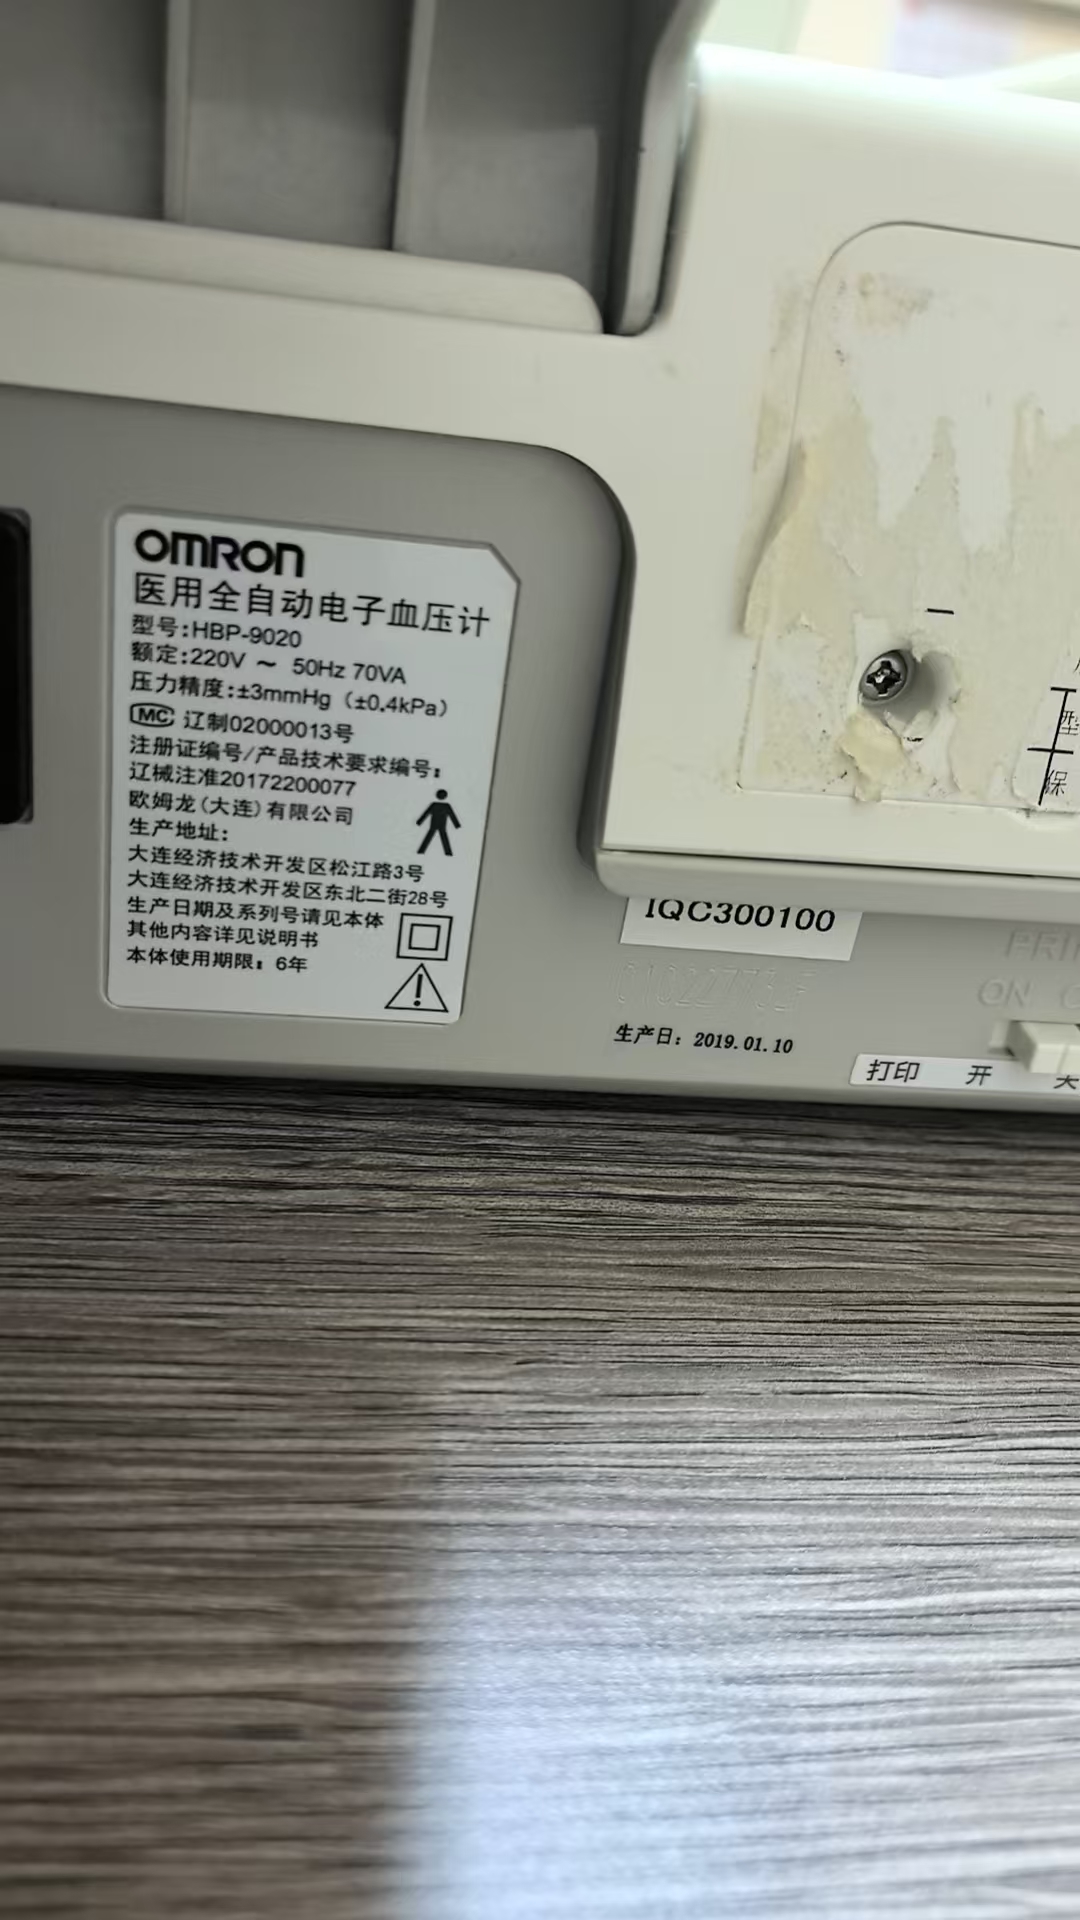 OMRON
医用全自动电子血压计
型号:HBP-9020
额定:220V ～ 50Hz 70VA
压力精度:±3mmHg（±0.4kPa）
MC 辽制02000013号
注册证编号/产品技术要求编号:
辽械注准20172200077
欧姆龙(大连)有限公司
生产地址:
大连经济技术开发区松江路3号
大连经济技术开发区东北二街28号
生产日期及系列号请见本体
其他内容详见说明书
本体使用期限: 6年
IQC300100
生产日: 2019.01.10
ON
打印 开
型
保